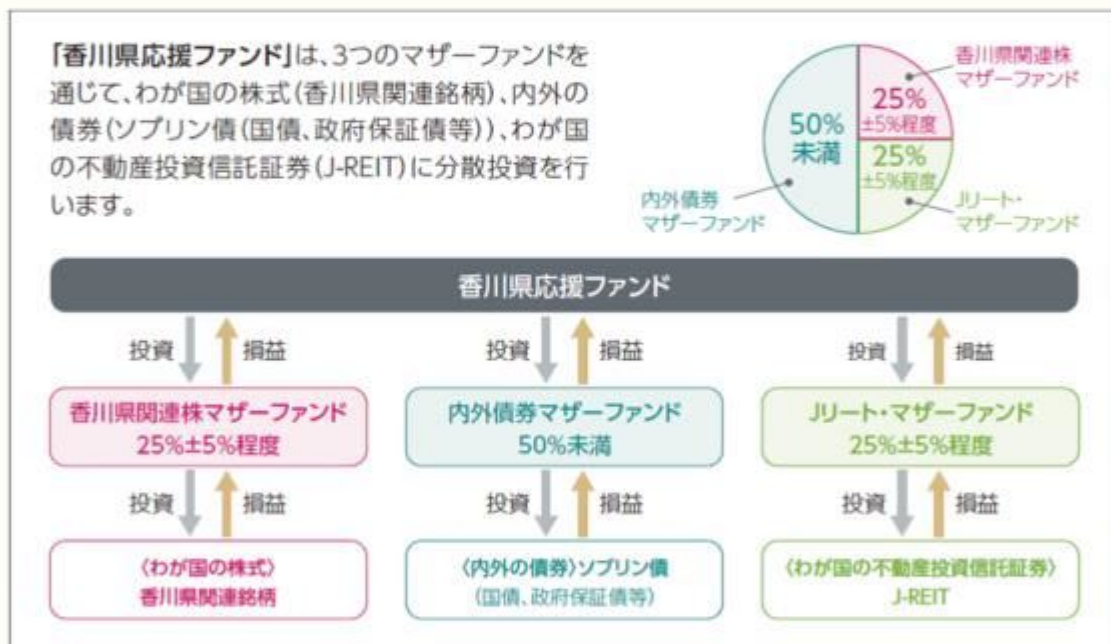 「香川県応援ファンド」は、3つのマザーファンドを
通じて、わが国の株式(香川県関連銘柄)、内外の
債券(ソブリン債(国債、政府保証債等))、わが国
の不動産投資信託証券(J-REIT)に分散投資を行
います。
香川県関連株
マザーファンド
25%
±5%程度
50%
未満
25%
±5%程度
内外債券
マザーファンド
Jリート・
マザーファンド
香川県応援ファンド
投資 損益 投資 損益 投資 損益
香川県関連株マザーファンド
25%±5%程度
内外債券マザーファンド
50%未満
Jリート・マザーファンド
25%±5%程度
投資 損益 投資 損益 投資 損益
〈わが国の株式〉
香川県関連銘柄
〈内外の債券〉ソブリン債
(国債、政府保証債等)
〈わが国の不動産投資信託証券〉
J-REIT